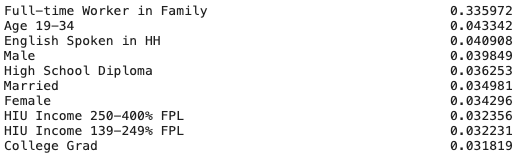 Full-time Worker in Family 0.335972
Age 19-34 0.043342
English Spoken in HH 0.040908
Male 0.039849
High School Diploma 0.036253
Married 0.034981
Female 0.034296
HIU Income 250-400% FPL 0.032356
HIU Income 139-249% FPL 0.032231
College Grad 0.031819